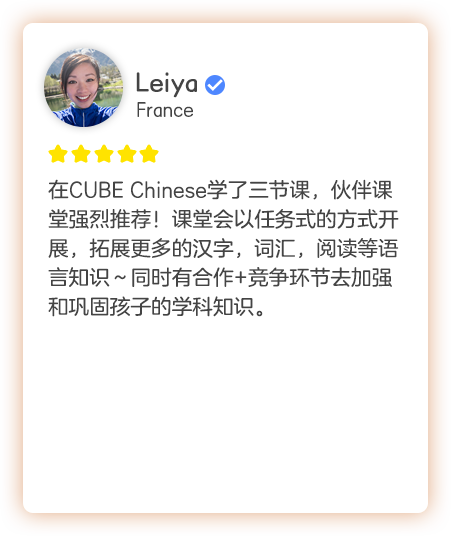 Leiya
France
在CUBE Chinese学了三节课，伙伴课
堂强烈推荐！课堂会以任务式的方式开
展，拓展更多的汉字，词汇，阅读等语
言知识～同时有合作+竞争环节去加强
和巩固孩子的学科知识。